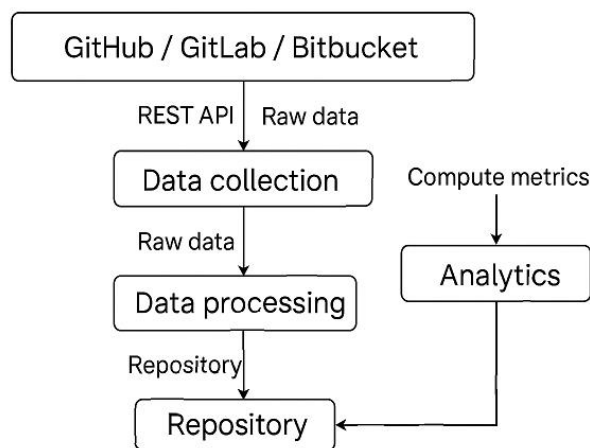 GitHub / GitLab / Bitbucket
REST API
Raw data
Data collection
Compute metrics
Raw data
Analytics
Data processing
Repository
Repository